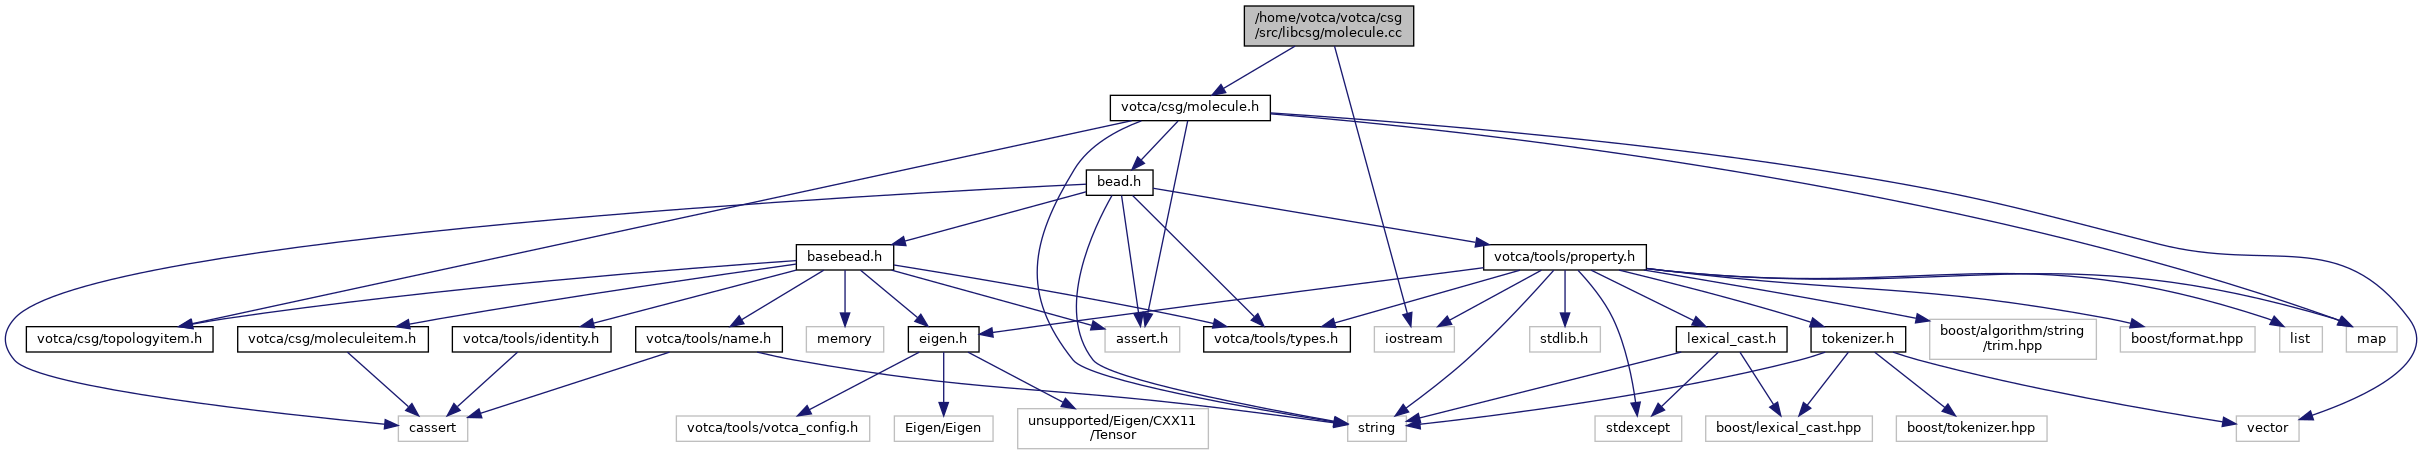 /home/votca/votca/csg
/src/libcsg/molecule.cc
votca/csg/molecule.h
bead.h
basebead.h
votca/tools/property.h
votca/csg/topologyitem.h
votca/csg/moleculeitem.h
votca/tools/identity.h
votca/tools/name.h
memory
eigen.h
assert.h
votca/tools/types.h
iostream
stdlib.h
lexical_cast.h
tokenizer.h
boost/algorithm/string
/trim.hpp
boost/format.hpp
list
map
cassert
votca/tools/votca_config.h
Eigen/Eigen
unsupported/Eigen/CXX11
/Tensor
string
stdexcept
boost/lexical_cast.hpp
boost/tokenizer.hpp
vector